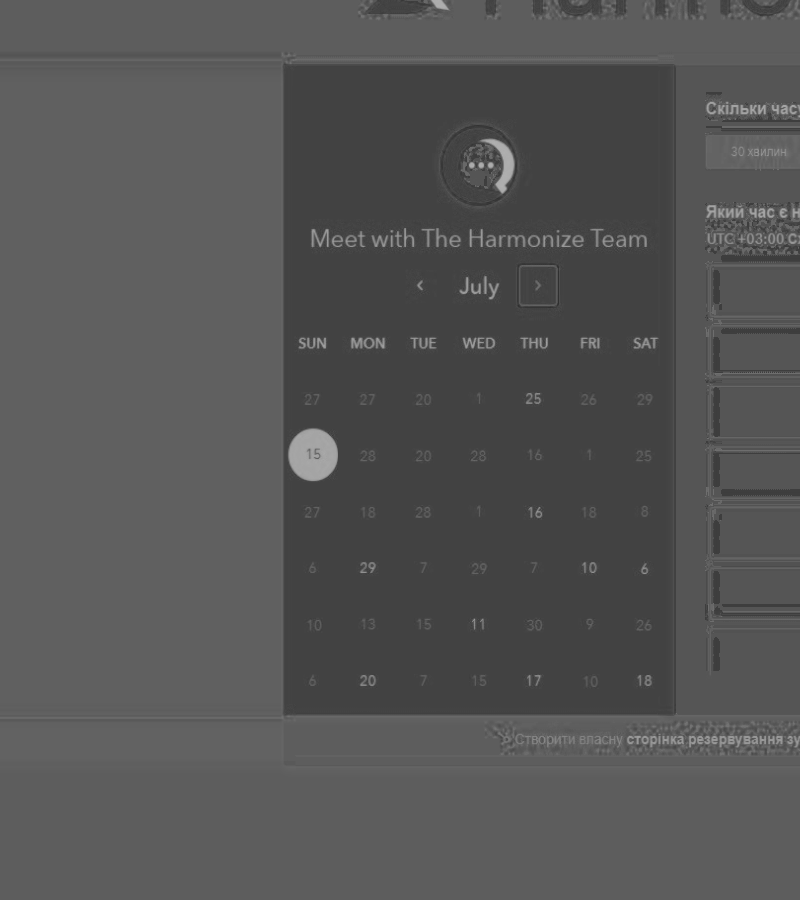 Скільки часу
30 хвилин
Який час є н
UTC +03:00
Meet with The Harmonize Team
‹ July ›
SUN MON TUE WED THU FRI SAT
27 27 20 1 25 26 29
15 28 20 28 16 1 25
27 18 28 1 16 18 8
6 29 7 29 7 10 6
10 13 15 11 30 9 26
6 20 7 15 17 10 18
Створити власну сторінка резервування зу